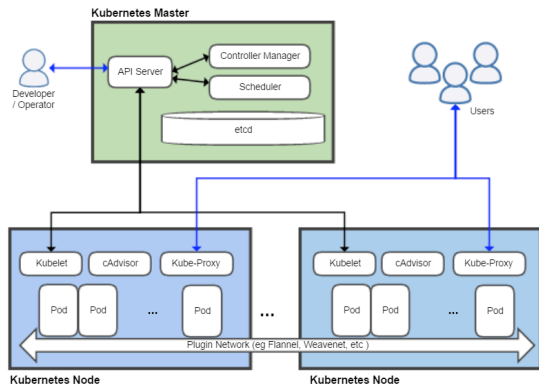 Kubernetes Master
API Server
Controller Manager
Scheduler
etcd
Developer
/ Operator
Users
Kubelet
cAdvisor
Kube-Proxy
Pod
Pod
...
Pod
Kubernetes Node
...
Kubelet
cAdvisor
Kube-Proxy
Pod
Pod
...
Pod
Plugin Network (eg Flannel, Weavenet, etc )
Kubernetes Node